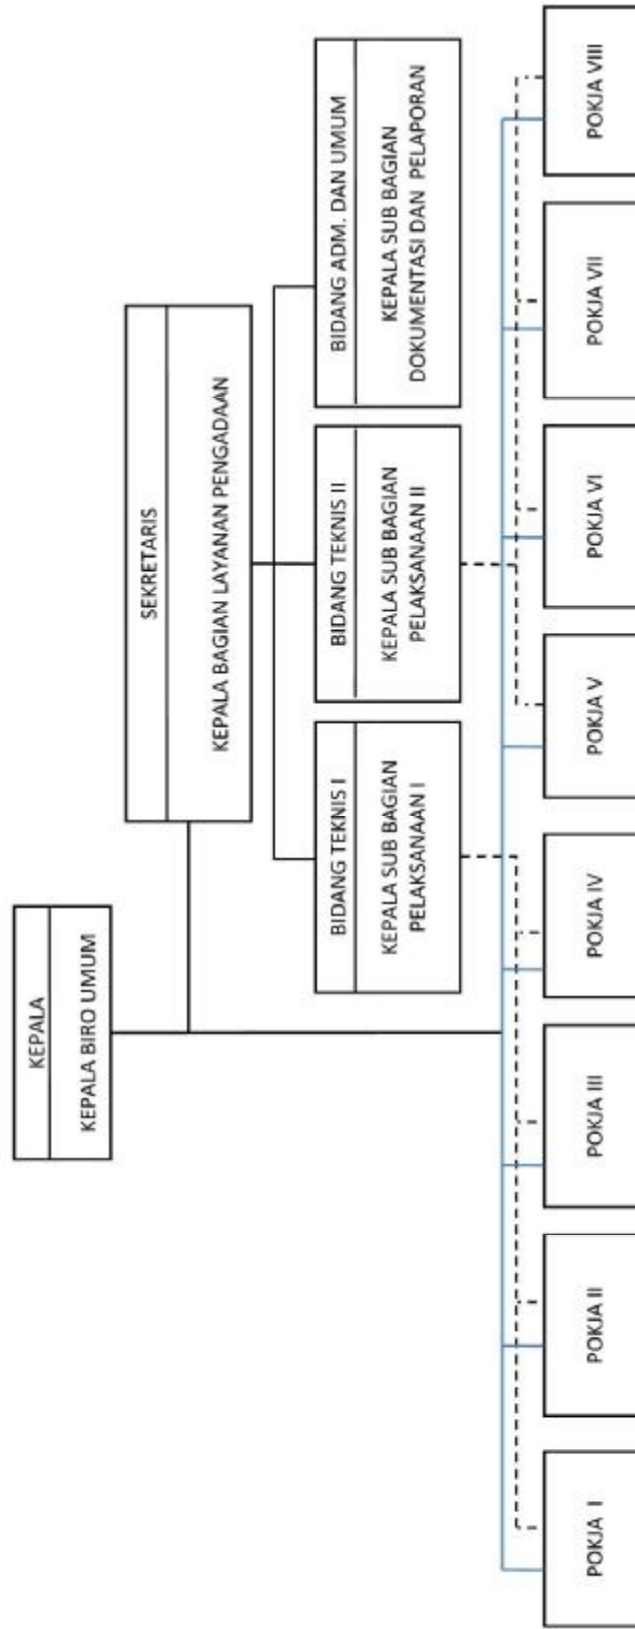 KEPALA
KEPALA BIRO UMUM
SEKRETARIS
KEPALA BAGIAN LAYANAN PENGADAAN
BIDANG TEKNIS I
KEPALA SUB BAGIAN
PELAKSANAAN I
BIDANG TEKNIS II
KEPALA SUB BAGIAN
PELAKSANAAN II
BIDANG ADM. DAN UMUM
KEPALA SUB BAGIAN
DOKUMENTASI DAN PELAPORAN
POKJA I
POKJA II
POKJA III
POKJA IV
POKJA V
POKJA VI
POKJA VII
POKJA VIII